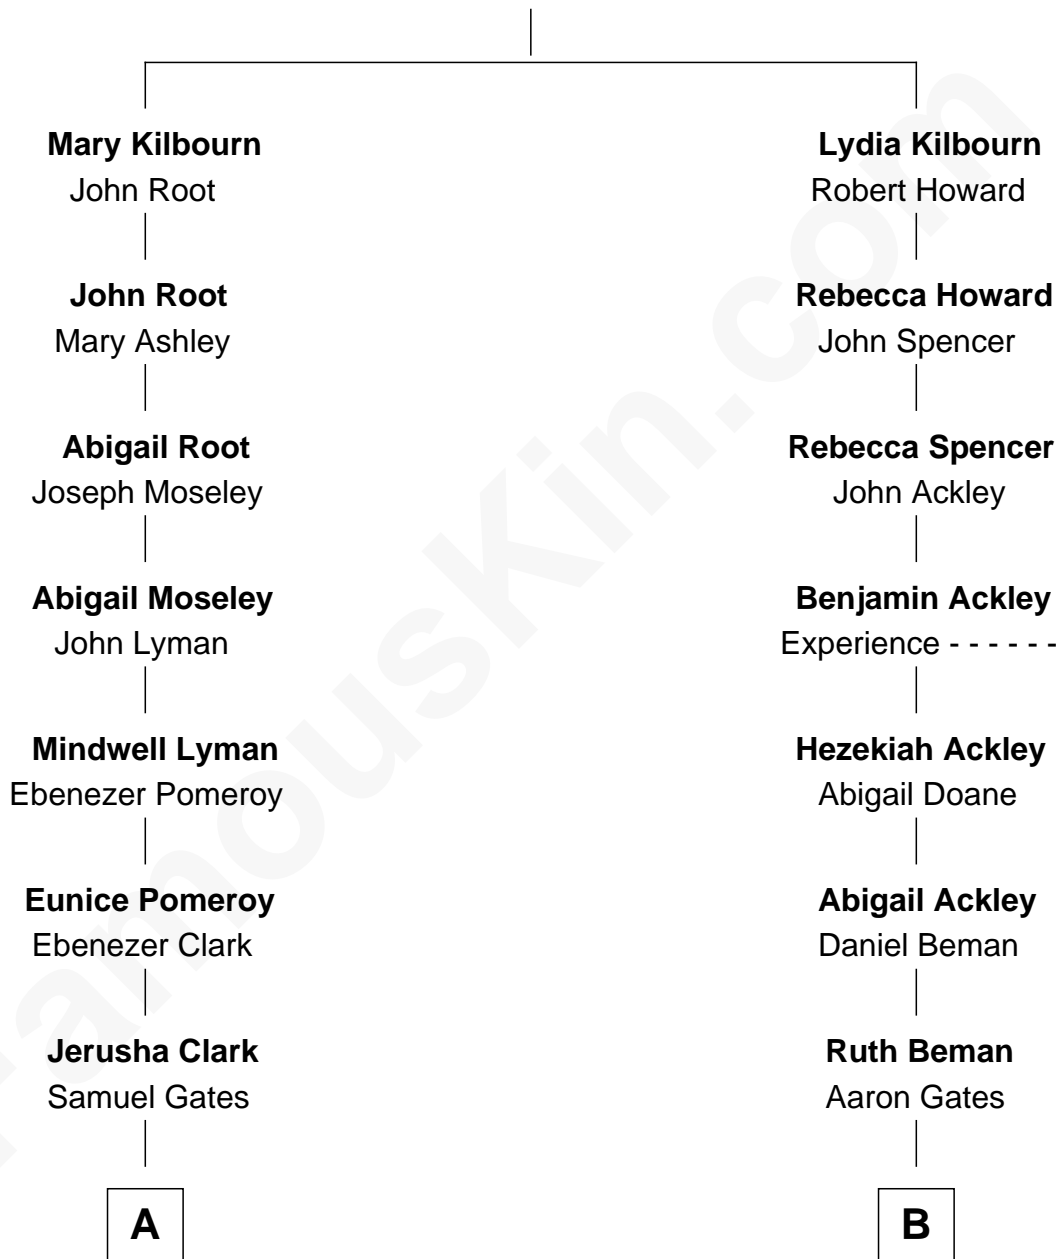 Mary Kilbourn
John Root
John Root
Mary Ashley
Abigail Root
Joseph Moseley
Abigail Moseley
John Lyman
Mindwell Lyman
Ebenezer Pomeroy
Eunice Pomeroy
Ebenezer Clark
Jerusha Clark
Samuel Gates
A
Lydia Kilbourn
Robert Howard
Rebecca Howard
John Spencer
Rebecca Spencer
John Ackley
Benjamin Ackley
Experience - - - - - -
Hezekiah Ackley
Abigail Doane
Abigail Ackley
Daniel Beman
Ruth Beman
Aaron Gates
B
FamousKin.com